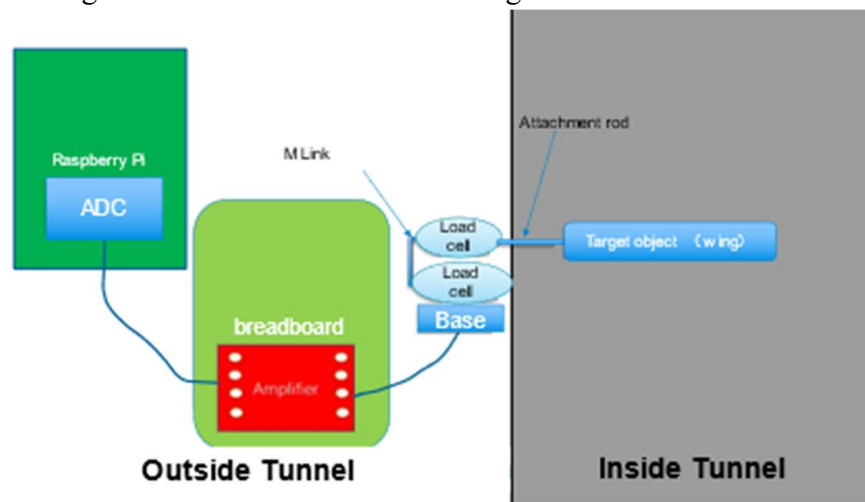 Attachment rod
M Link
Raspberry Pi
ADC
Load
cell
Target object （wing）
Load
cell
Base
breadboard
Amplifier
Outside Tunnel
Inside Tunnel